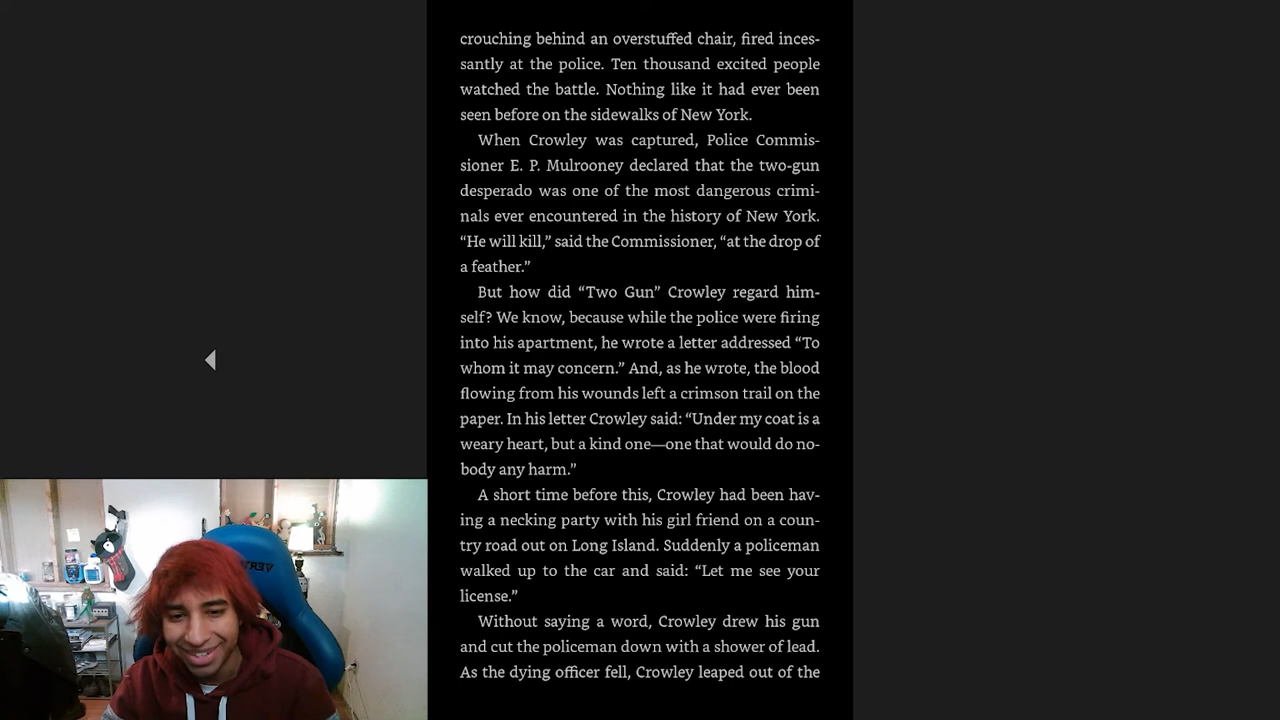 crouching behind an overstuffed chair, fired inces-
santly at the police. Ten thousand excited people
watched the battle. Nothing like it had ever been
seen before on the sidewalks of New York.
When Crowley was captured, Police Commis-
sioner E. P. Mulrooney declared that the two-gun
desperado was one of the most dangerous crimi-
nals ever encountered in the history of New York.
“He will kill,” said the Commissioner, “at the drop of
a feather.”
But how did “Two Gun” Crowley regard him-
self? We know, because while the police were firing
into his apartment, he wrote a letter addressed “To
whom it may concern.” And, as he wrote, the blood
flowing from his wounds left a crimson trail on the
paper. In his letter Crowley said: “Under my coat is a
weary heart, but a kind one—one that would do no-
body any harm.”
A short time before this, Crowley had been hav-
ing a necking party with his girl friend on a coun-
try road out on Long Island. Suddenly a policeman
walked up to the car and said: “Let me see your
license.”
Without saying a word, Crowley drew his gun
and cut the policeman down with a shower of lead.
As the dying officer fell, Crowley leaped out of the